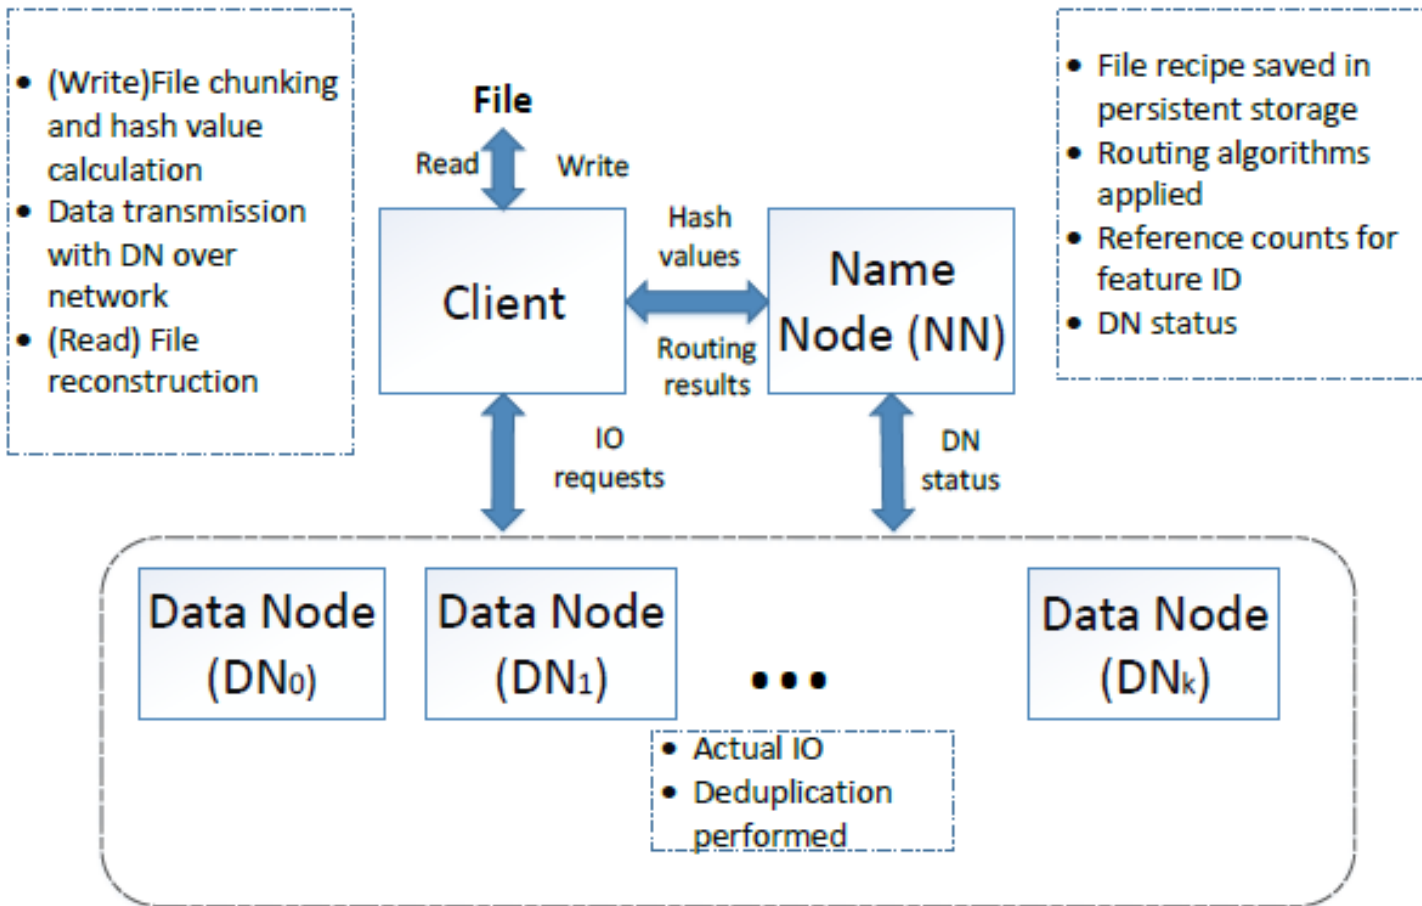 • (Write)File chunking
and hash value
calculation
• Data transmission
with DN over
network
• (Read) File
reconstruction
File
Read
Write
Client
Hash
values
Routing
results
Name
Node (NN)
• File recipe saved in
persistent storage
• Routing algorithms
applied
• Reference counts for
feature ID
• DN status
IO
requests
DN
status
Data Node
(DN0)
Data Node
(DN1)
•••
Data Node
(DNk)
• Actual IO
• Deduplication
performed